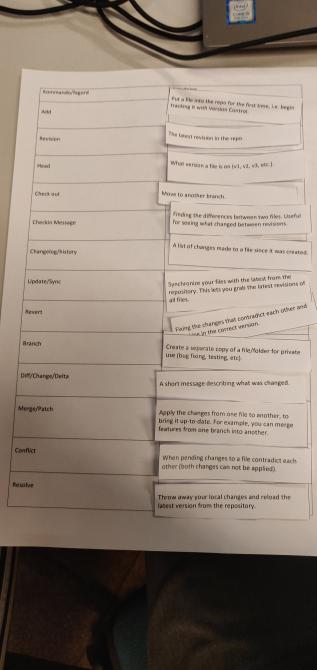 Kommando/fagord
Add
Put a file into the repo for the first time, i.e. begin
tracking it with Version Control.
Revision
The latest revision in the repo.
Head
What version a file is on (v1, v2, v3, etc.).
Check out
Move to another branch.
Checkin Message
Finding the differences between two files. Useful
for seeing what changed between revisions.
Changelog/history
A list of changes made to a file since it was created.
Update/Sync
Synchronize your files with the latest from the
repository. This lets you grab the latest revisions of
all files.
Revert
Fixing the changes that contradict each other and
in the correct version.
Branch
Create a separate copy of a file/folder for private
use (bug fixing, testing, etc).
Diff/Change/Delta
A short message describing what was changed.
Merge/Patch
Apply the changes from one file to another, to
bring it up-to-date. For example, you can merge
features from one branch into another.
Conflict
When pending changes to a file contradict each
other (both changes can not be applied).
Resolve
Throw away your local changes and reload the
latest version from the repository.